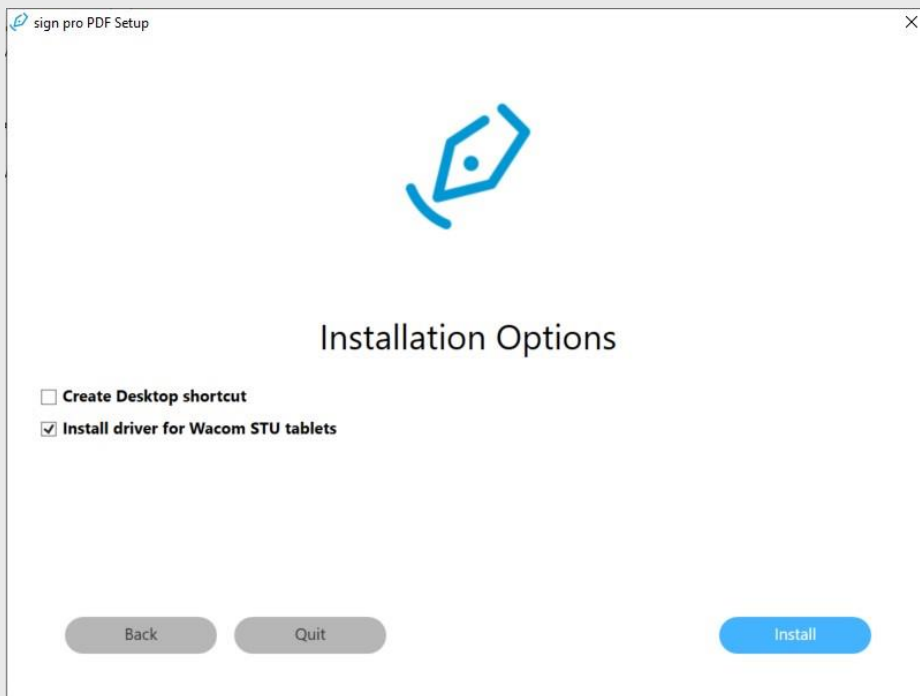 sign pro PDF Setup
Installation Options
Create Desktop shortcut
Install driver for Wacom STU tablets
Back Quit Install